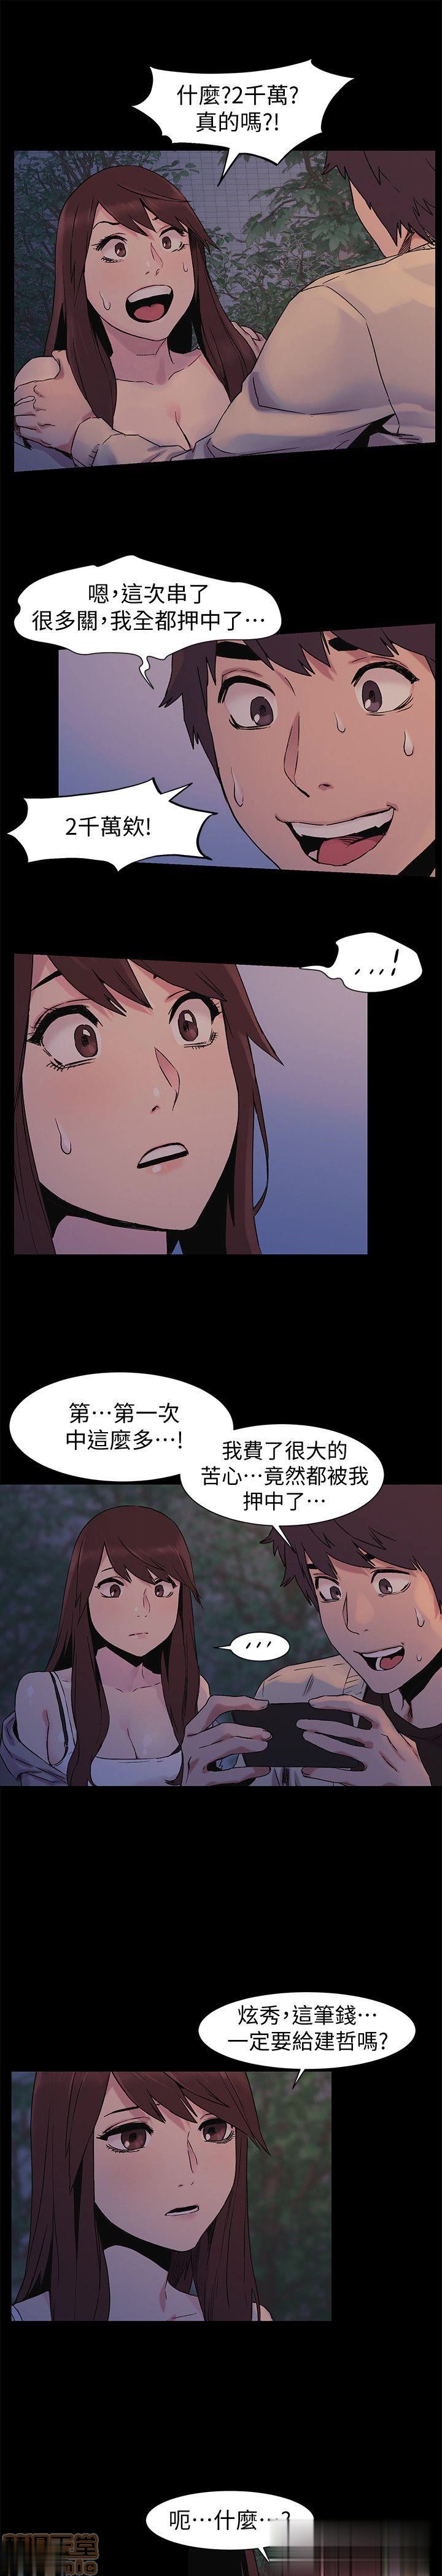 什麼?2千萬?
真的嗎?!
嗯，這次串了
很多關，我全都押中了…
2千萬欸!
第…第一次
中這麼多…!
我費了很大的
苦心…竟然都被我
押中了…
炫秀，這筆錢…
一定要給建哲嗎?
呃…什麼…?